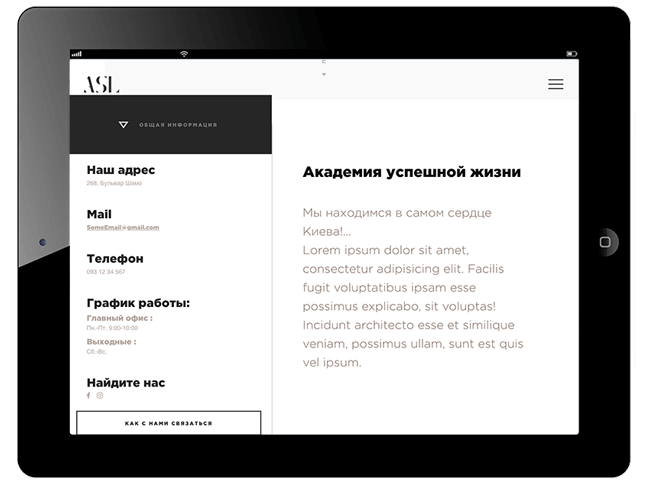 ASL
ОБЩАЯ ИНФОРМАЦИЯ
Наш адрес
268, Бульвар Шамо
Mail
SomeEmail@gmail.com
Телефон
093 12 34 567
График работы:
Главный офис :
Пн.-Пт. 9:00-10:00
Выходные :
Сб.-Вс.
Найдите нас
КАК С НАМИ СВЯЗАТЬСЯ
Академия успешной жизни
Мы находимся в самом сердце
Киева!...
Lorem ipsum dolor sit amet,
consectetur adipisicing elit. Facilis
fugit voluptatibus ipsam esse
possimus explicabo, sit voluptas!
Incidunt architecto esse et similique
veniam, possimus ullam, sunt est quis
vel ipsum.